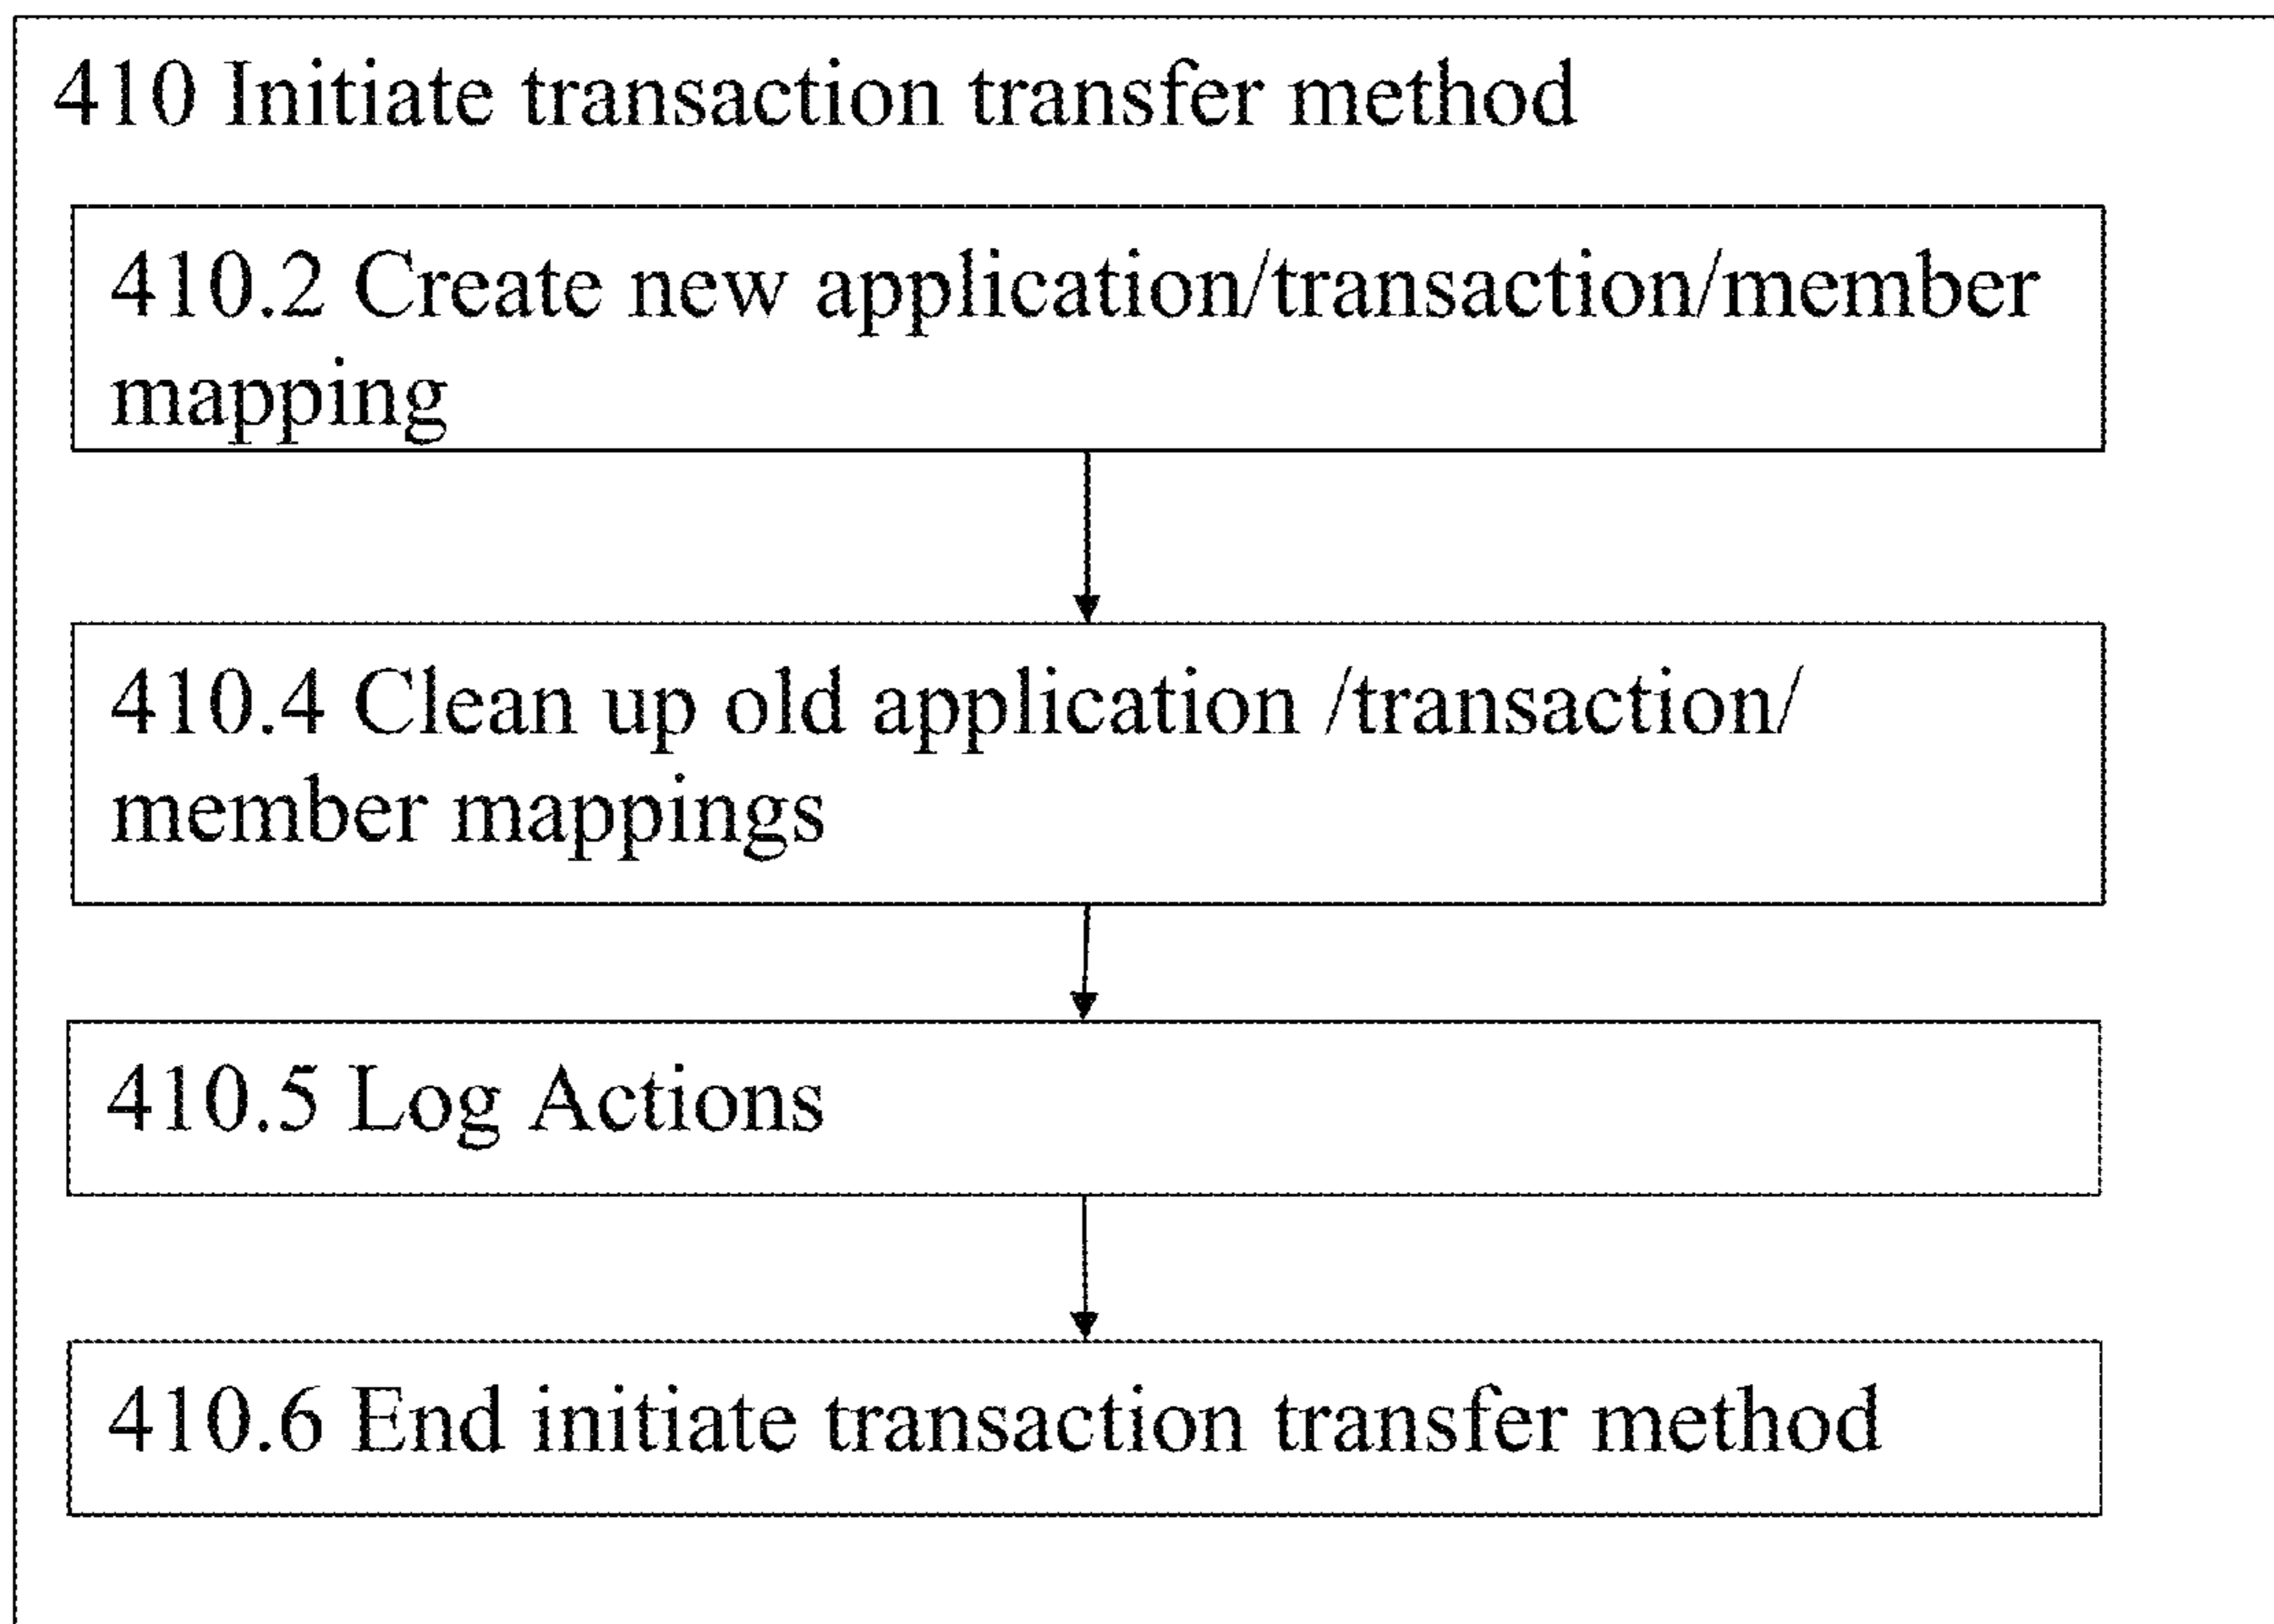 410 Initiate transaction transfer method
410.2 Create new application/transaction/member
mapping
410.4 Clean up old application /transaction/
member mappings
410.5 Log Actions
410.6 End initiate transaction transfer method